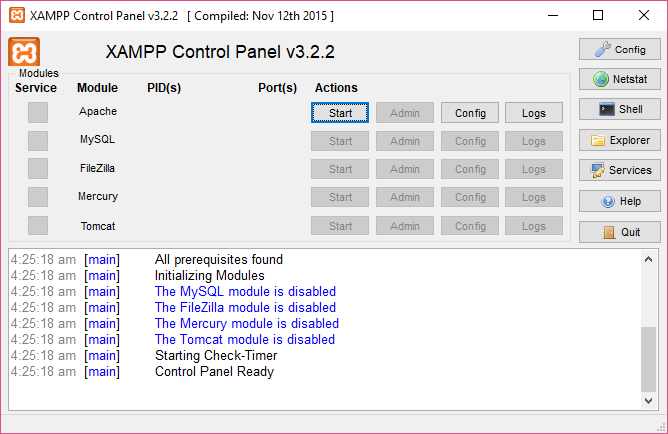 XAMPP Control Panel v3.2.2   [ Compiled: Nov 12th 2015 ]
XAMPP Control Panel v3.2.2
Config
Modules
Service Module PID(s) Port(s) Actions
Netstat
Apache Start Admin Config Logs
Shell
MySQL Start Admin Config Logs
Explorer
FileZilla Start Admin Config Logs
Services
Mercury Start Admin Config Logs
Help
Tomcat Start Admin Config Logs
Quit
4:25:18 am [main] All prerequisites found
4:25:18 am [main] Initializing Modules
4:25:18 am [main] The MySQL module is disabled
4:25:18 am [main] The FileZilla module is disabled
4:25:18 am [main] The Mercury module is disabled
4:25:18 am [main] The Tomcat module is disabled
4:25:18 am [main] Starting Check-Timer
4:25:18 am [main] Control Panel Ready